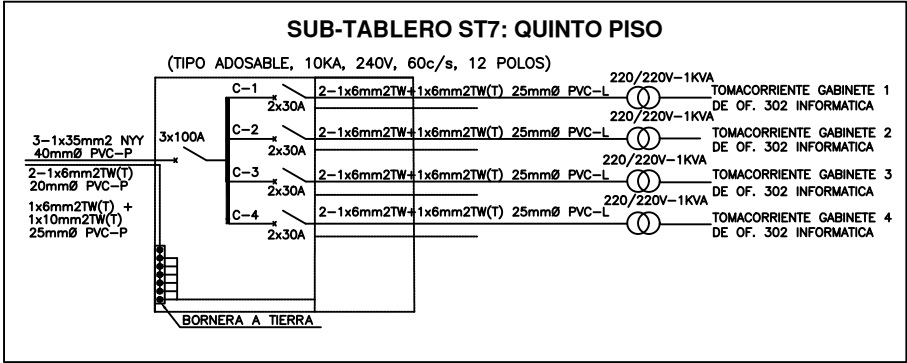 SUB-TABLERO ST7: QUINTO PISO
(TIPO ADOSABLE, 10KA, 240V, 60c/s, 12 POLOS)
C-1
2x30A
2-1x6mm2TW+1x6mm2TW(T) 25mmØ PVC-L
220/220V-1KVA
TOMACORRIENTE GABINETE 1
DE OF. 302 INFORMATICA
3x100A
C-2
2x30A
2-1x6mm2TW+1x6mm2TW(T) 25mmØ PVC-L
220/220V-1KVA
TOMACORRIENTE GABINETE 2
DE OF. 302 INFORMATICA
3-1x35mm2 NYY
40mmØ PVC-P
2-1x6mm2TW(T)
20mmØ PVC-P
1x6mm2TW(T) +
1x10mm2TW(T)
25mmØ PVC-P
C-3
2x30A
2-1x6mm2TW+1x6mm2TW(T) 25mmØ PVC-L
220/220V-1KVA
TOMACORRIENTE GABINETE 3
DE OF. 302 INFORMATICA
C-4
2x30A
2-1x6mm2TW+1x6mm2TW(T) 25mmØ PVC-L
220/220V-1KVA
TOMACORRIENTE GABINETE 4
DE OF. 302 INFORMATICA
BORNERA A TIERRA